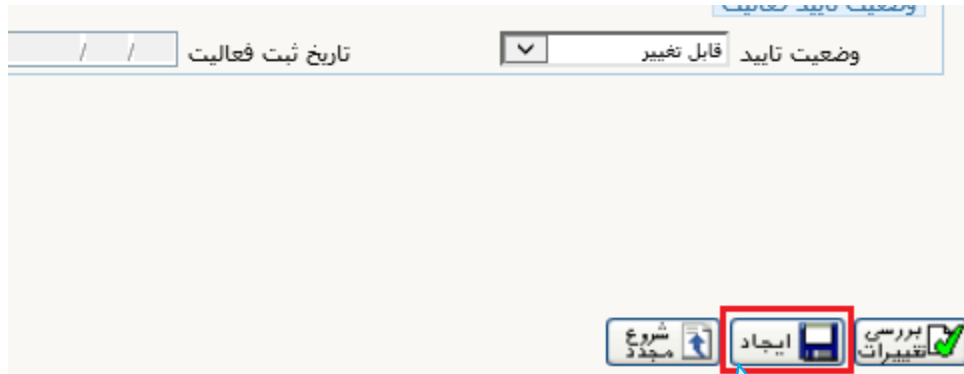 وضعیت تایید فعالیت
وضعیت تایید قابل تغییر تاریخ ثبت فعالیت / /
بررسی تغییرات ایجاد شروع مجدد